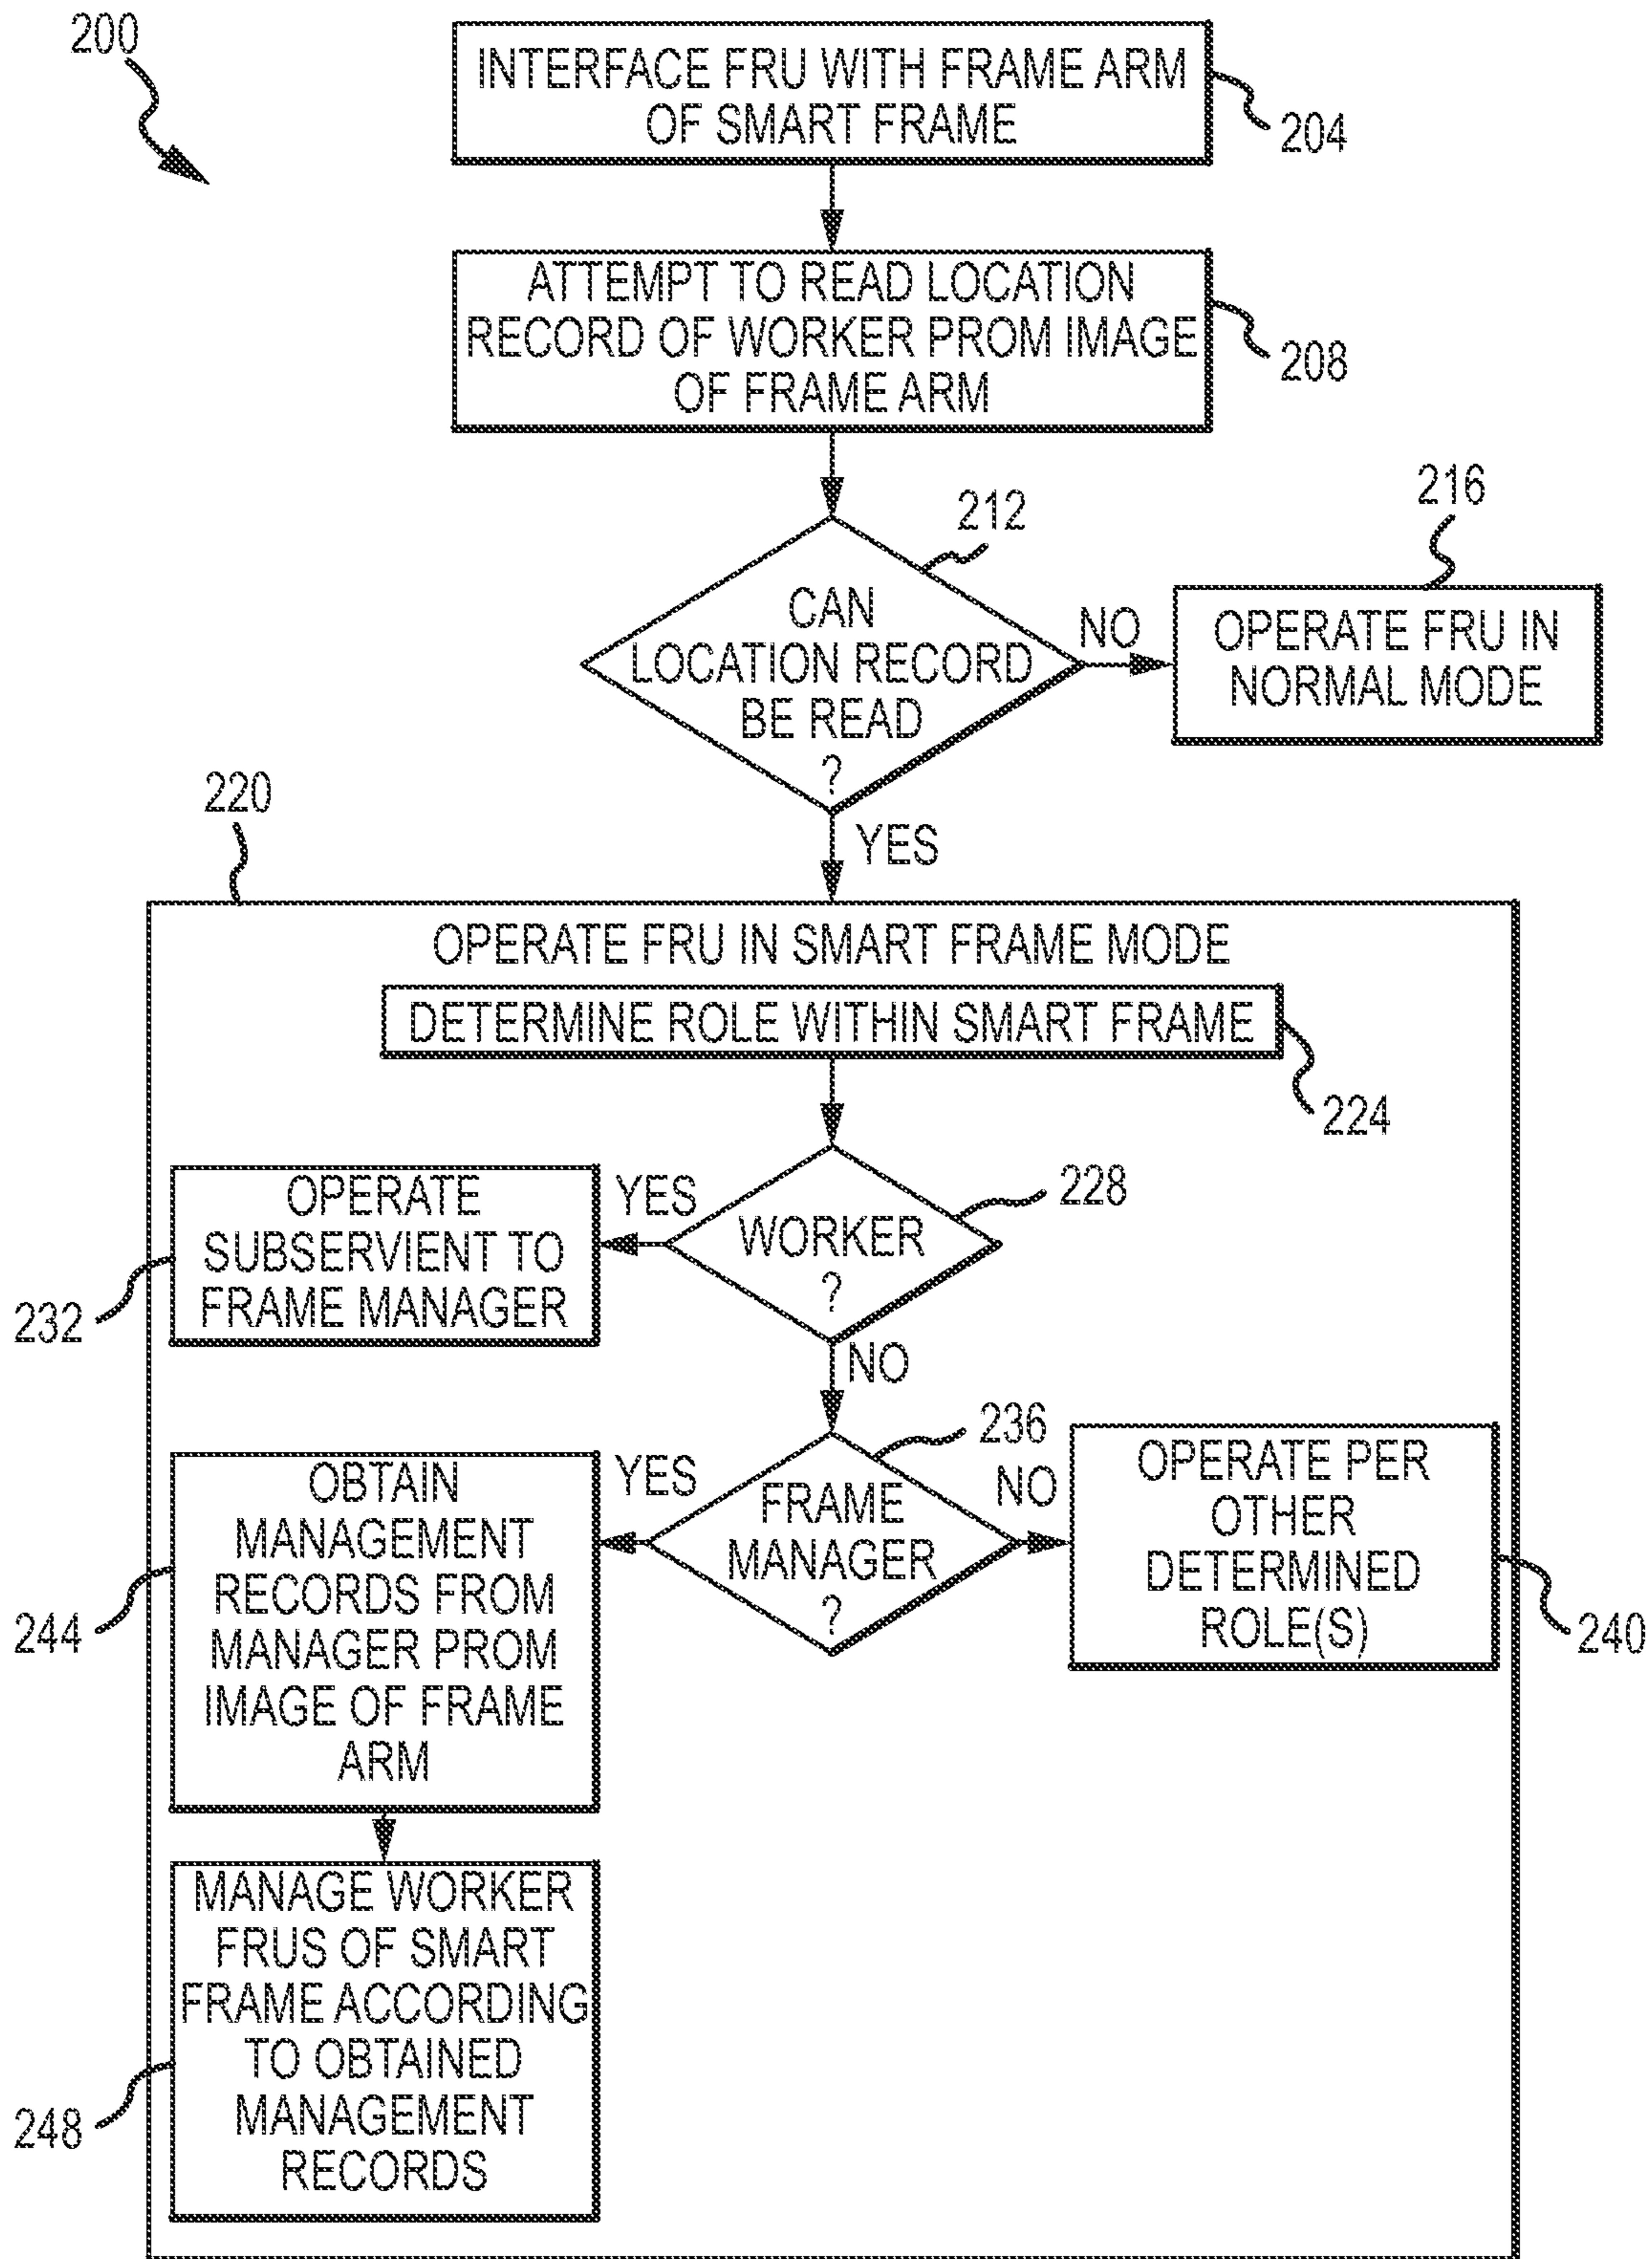 200
INTERFACE FRU WITH FRAME ARM
OF SMART FRAME
204
ATTEMPT TO READ LOCATION
RECORD OF WORKER PROM IMAGE
OF FRAME ARM
208
212
CAN
LOCATION RECORD
BE READ
?
NO
216
OPERATE FRU IN
NORMAL MODE
YES
220
OPERATE FRU IN SMART FRAME MODE
DETERMINE ROLE WITHIN SMART FRAME
224
WORKER
?
228
YES
OPERATE
SUBSERVIENT TO
FRAME MANAGER
232
NO
236
FRAME
MANAGER
?
NO
OPERATE PER
OTHER
DETERMINED
ROLE(S)
240
YES
OBTAIN
MANAGEMENT
RECORDS FROM
MANAGER PROM
IMAGE OF FRAME
ARM
244
MANAGE WORKER
FRUS OF SMART
FRAME ACCORDING
TO OBTAINED
MANAGEMENT
RECORDS
248